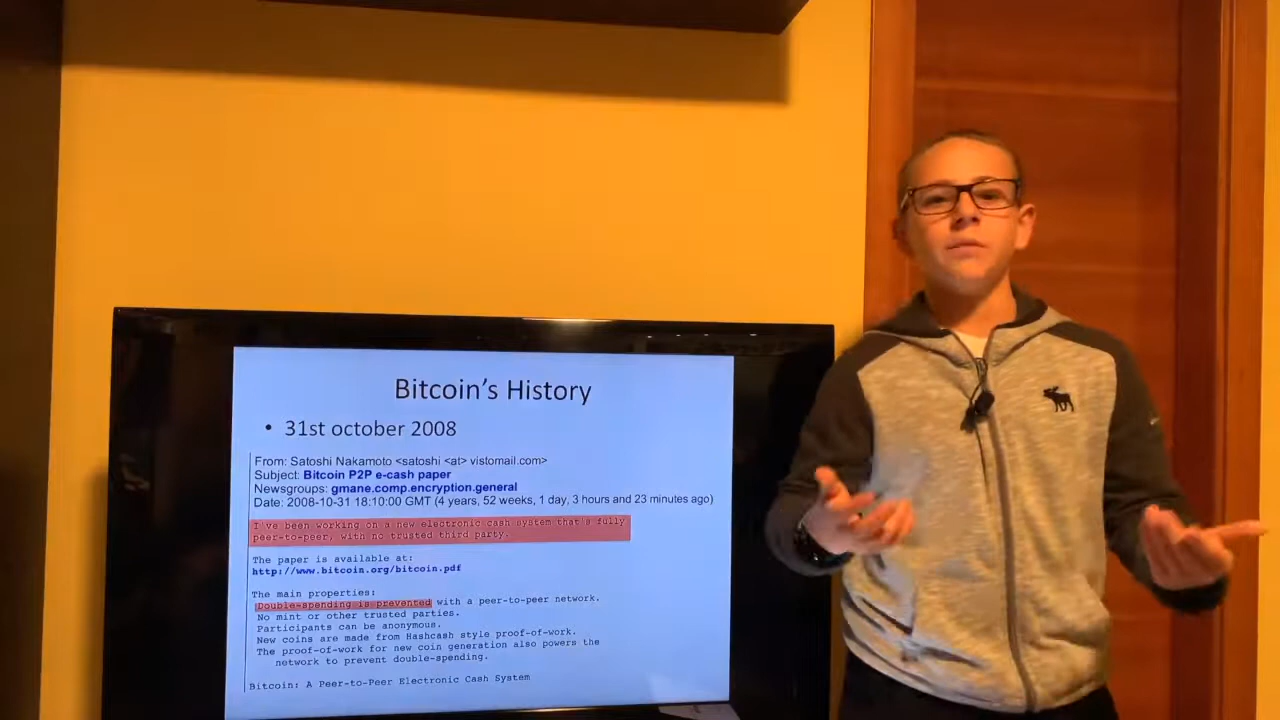 Bitcoin's History
• 31st october 2008
From: Satoshi Nakamoto <satoshi <at> vistomail.com>
Subject: Bitcoin P2P e-cash paper
Newsgroups: gmane.comp.encryption.general
Date: 2008-10-31 18:10:00 GMT (4 years, 52 weeks, 1 day, 3 hours and 23 minutes ago)
I've been working on a new electronic cash system that's fully
peer-to-peer, with no trusted third party.
The paper is available at:
http://www.bitcoin.org/bitcoin.pdf
The main properties:
Double-spending is prevented with a peer-to-peer network.
No mint or other trusted parties.
Participants can be anonymous.
New coins are made from Hashcash style proof-of-work.
The proof-of-work for new coin generation also powers the
network to prevent double-spending.
Bitcoin: A Peer-to-Peer Electronic Cash System